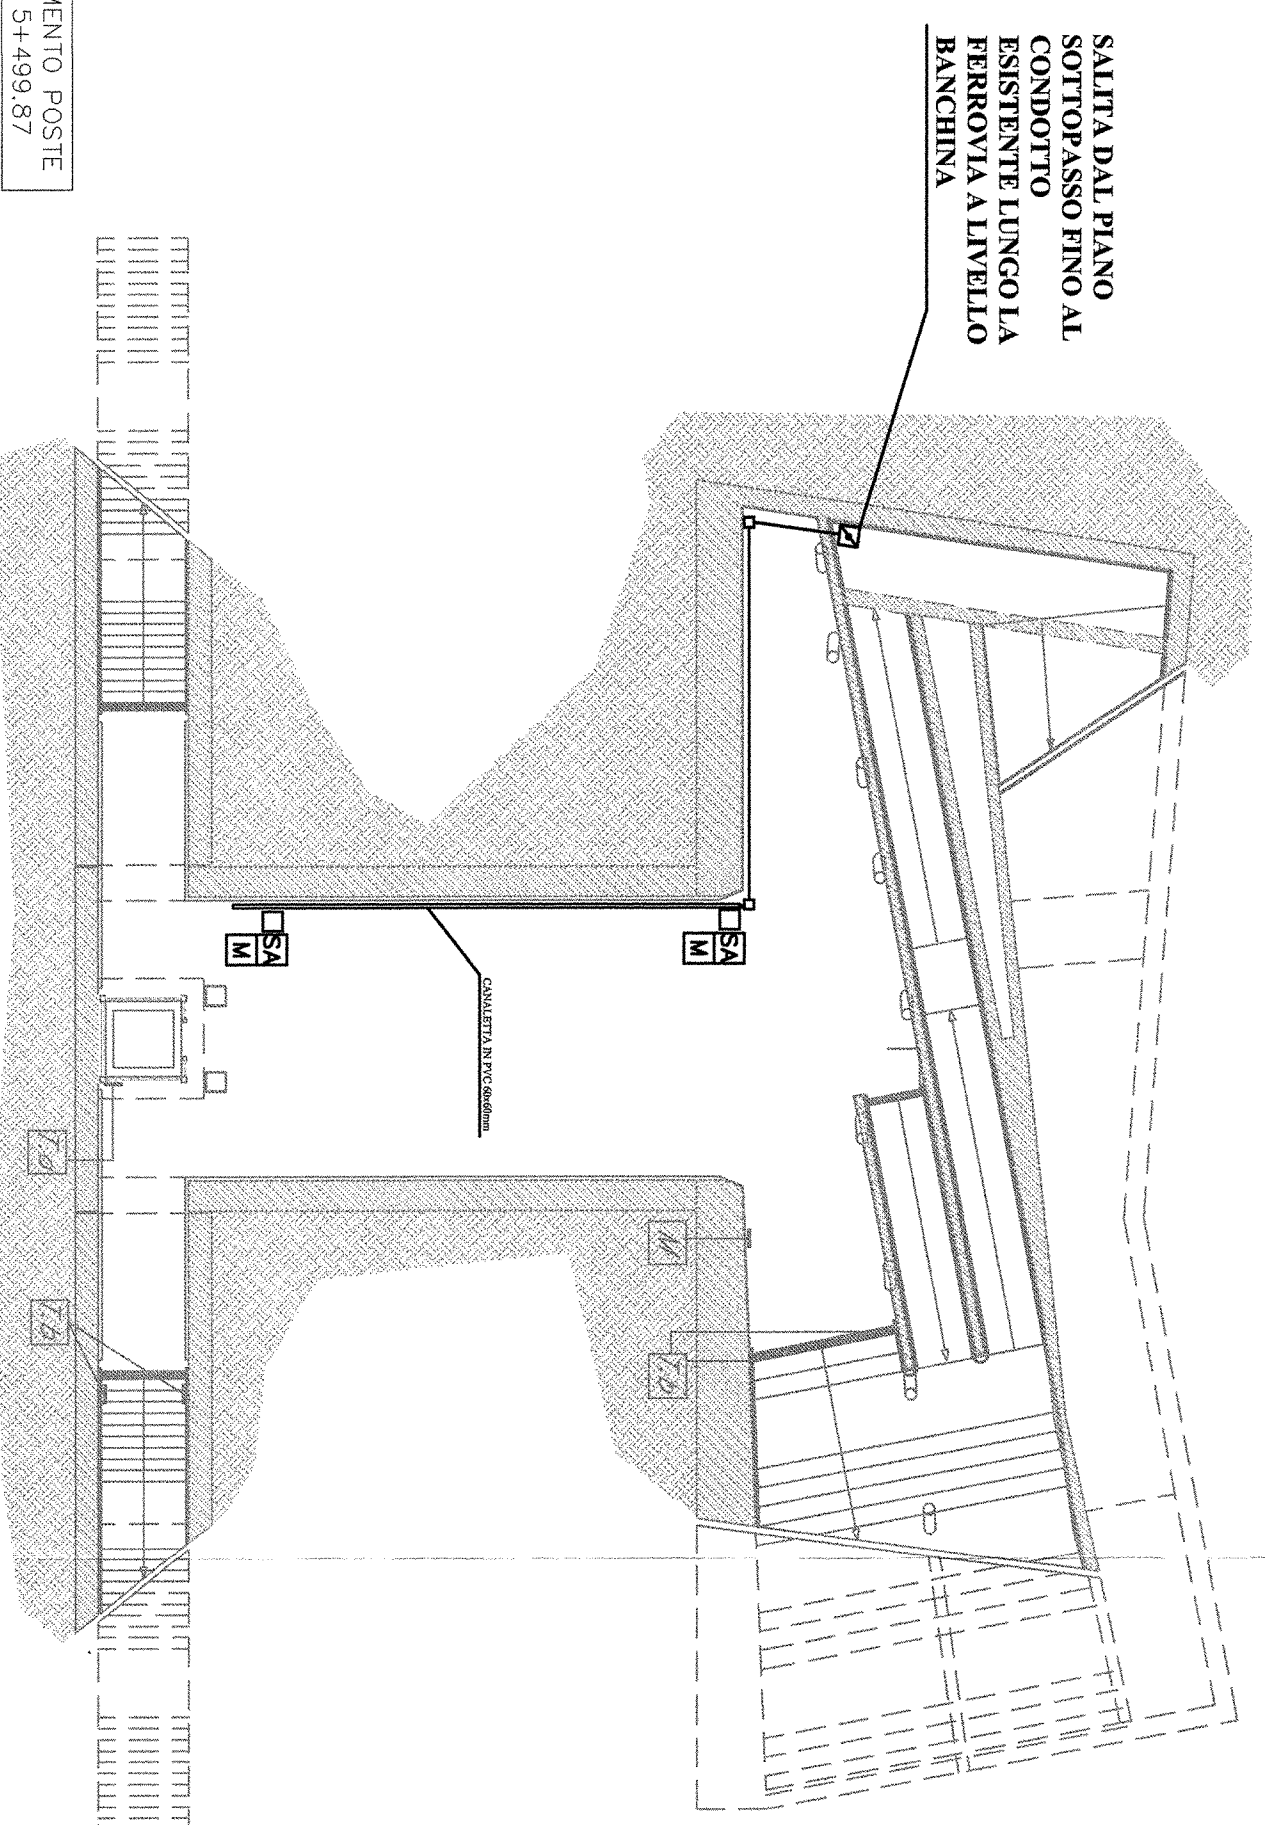 SALITA DAL PIANO
SOTTOPASSO FINO AL
CONDOTTO
ESISTENTE LUNGO LA
FERROVIA A LIVELLO
BANCHINA
MENTO POSTE
5+499.87
CANALETTA IN PVC 60x60mm
SA
M
SA
M
M
T.b
T.b